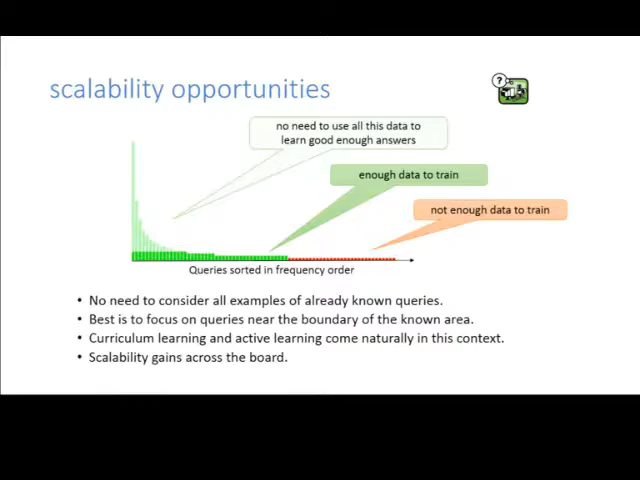 scalability opportunities
?
no need to use all this data to
learn good enough answers
enough data to train
not enough data to train
Queries sorted in frequency order
• No need to consider all examples of already known queries.
• Best is to focus on queries near the boundary of the known area.
• Curriculum learning and active learning come naturally in this context.
• Scalability gains across the board.